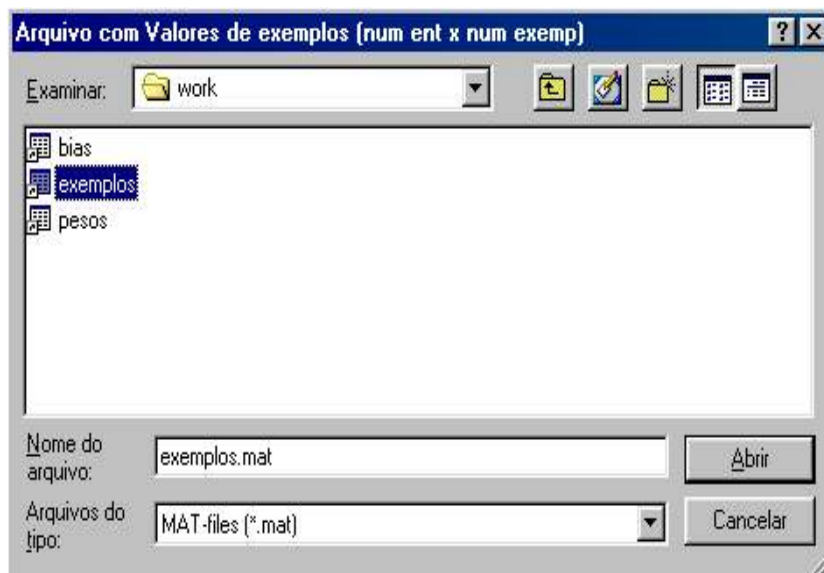 Arquivo com Valores de exemplos (num ent x num exemp)
Examinar: work
bias
exemplos
pesos
Nome do
arquivo: exemplos.mat Abrir
Arquivos do
tipo: MAT-files (*.mat) Cancelar